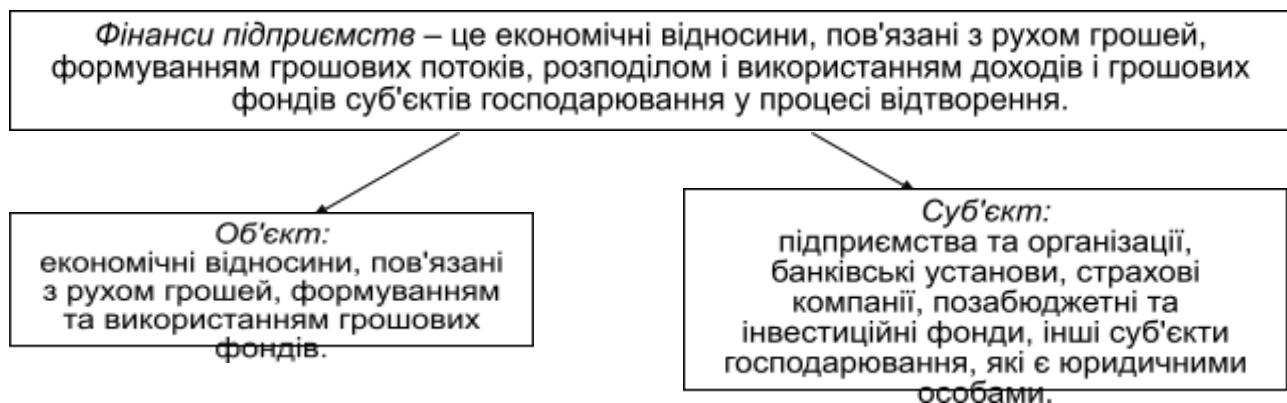 Фінанси підприємств – це економічні відносини, пов'язані з рухом грошей,
формуванням грошових потоків, розподілом і використанням доходів і грошових
фондів суб'єктів господарювання у процесі відтворення.
Об'єкт:
економічні відносини, пов'язані
з рухом грошей, формуванням
та використанням грошових
фондів.
Суб'єкт:
підприємства та організації,
банківські установи, страхові
компанії, позабюджетні та
інвестиційні фонди, інші суб'єкти
господарювання, які є юридичними
особами.